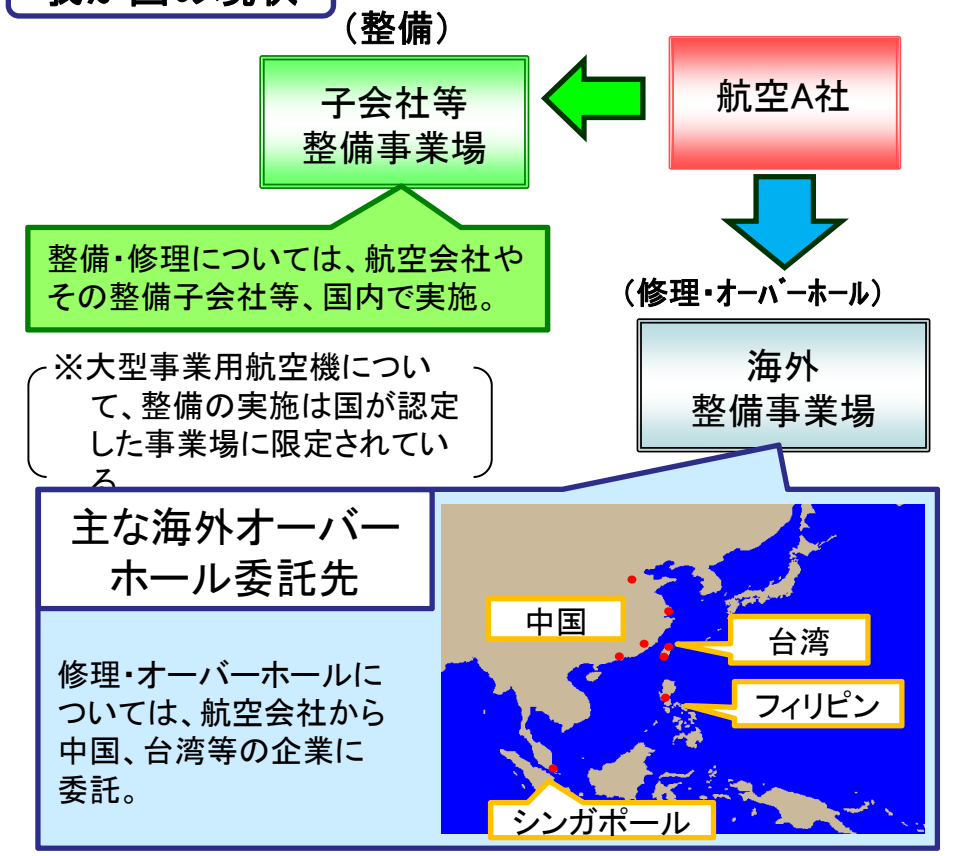 我が国の現状
（整備）
子会社等
整備事業場
航空A社
整備・修理については、航空会社や
その整備子会社等、国内で実施。
（修理・オーバーホール）
海外
整備事業場
※大型事業用航空機につい
て、整備の実施は国が認定
した事業場に限定されてい
る
主な海外オーバー
ホール委託先
修理・オーバーホールに
ついては、航空会社から
中国、台湾等の企業に
委託。
中国
台湾
フィリピン
シンガポール